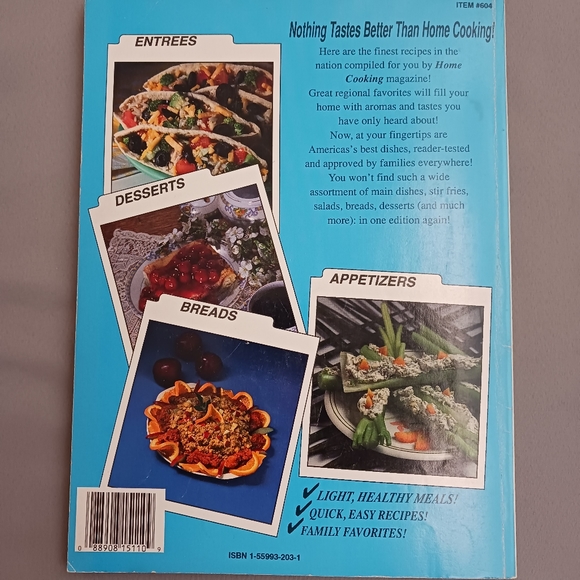 ITEM #604
Nothing Tastes Better Than Home Cooking!
Here are the finest recipes in the
nation compiled for you by Home
Cooking magazine!
Great regional favorites will fill your
home with aromas and tastes you
have only heard about!
Now, at your fingertips are
Americas's best dishes, reader-tested
and approved by families everywhere!
You won't find such a wide
assortment of main dishes, stir fries,
salads, breads, desserts (and much
more): in one edition again!
ENTREES
DESSERTS
BREADS
APPETIZERS
LIGHT, HEALTHY MEALS!
QUICK, EASY RECIPES!
FAMILY FAVORITES!
0 88908 15110 9
ISBN 1-55993-203-1